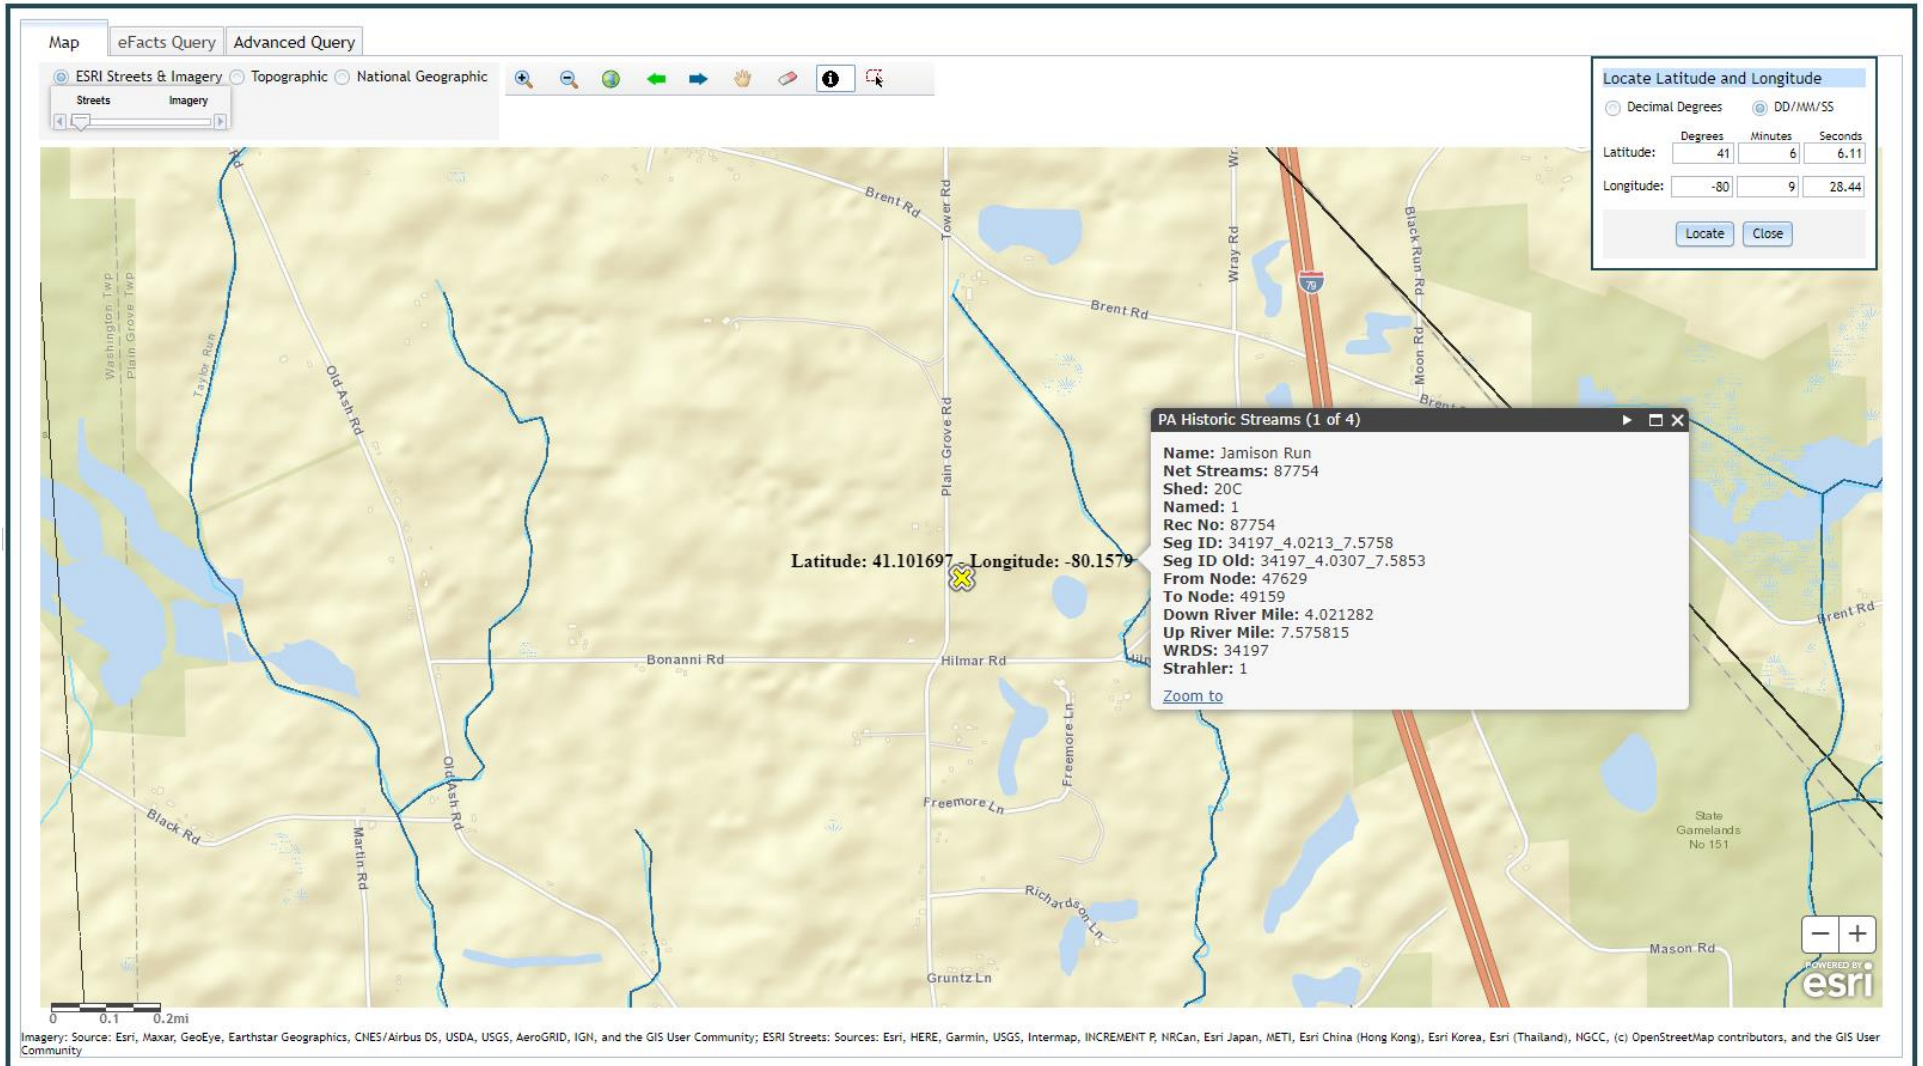 Map
eFacts Query
Advanced Query
ESRI Streets & Imagery
Topographic
National Geographic
Streets
Imagery
Locate Latitude and Longitude
Decimal Degrees
DD/MM/SS
Degrees Minutes Seconds
Latitude: 41 6 6.11
Longitude: -80 9 28.44
Locate
Close
Rd
Brent Rd
Tower Rd
Wray Rd
Black Run Rd
79
Washington Twp
Plain Grove Twp
Taylor Run
Old Ash Rd
Brent Rd
Moon Rd
Plain Grove Rd
Brent
PA Historic Streams (1 of 4)
Name: Jamison Run
Net Streams: 87754
Shed: 20C
Named: 1
Rec No: 87754
Seg ID: 34197_4.0213_7.5758
Seg ID Old: 34197_4.0307_7.5853
From Node: 47629
To Node: 49159
Down River Mile: 4.021282
Up River Mile: 7.575815
WRDS: 34197
Strahler: 1
Zoom to
Latitude: 41.101697 - Longitude: -80.1579
Brent Rd
Bonanni Rd
Hilmar Rd
Freemore Ln
Old Ash Rd
Black Rd
Martin Rd
Freemore Ln
State
Gamelands
No 151
Richardson Ln
Mason Rd
Gruntz Ln
POWERED BY
esri
0 0.1 0.2mi
Imagery: Source: Esri, Maxar, GeoEye, Earthstar Geographics, CNES/Airbus DS, USDA, USGS, AeroGRID, IGN, and the GIS User Community; ESRI Streets: Sources: Esri, HERE, Garmin, USGS, Intermap, INCREMENT P, NRCan, Esri Japan, METI, Esri China (Hong Kong), Esri Korea, Esri (Thailand), NGCC, (c) OpenStreetMap contributors, and the GIS User
Community